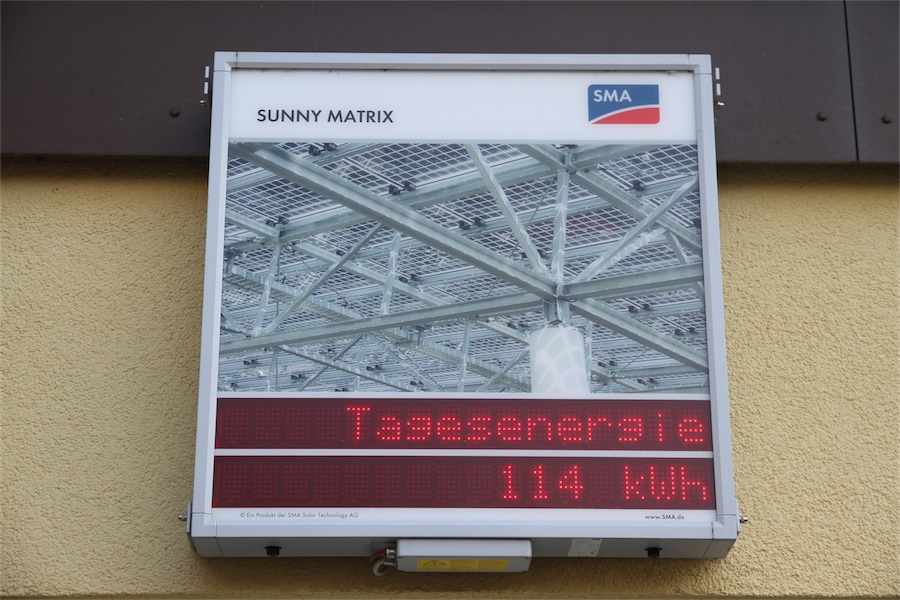 SUNNY MATRIX
SMA
Tagesenergie
114 kWh
© Ein Produkt der SMA Solar Technology AG
www.SMA.de